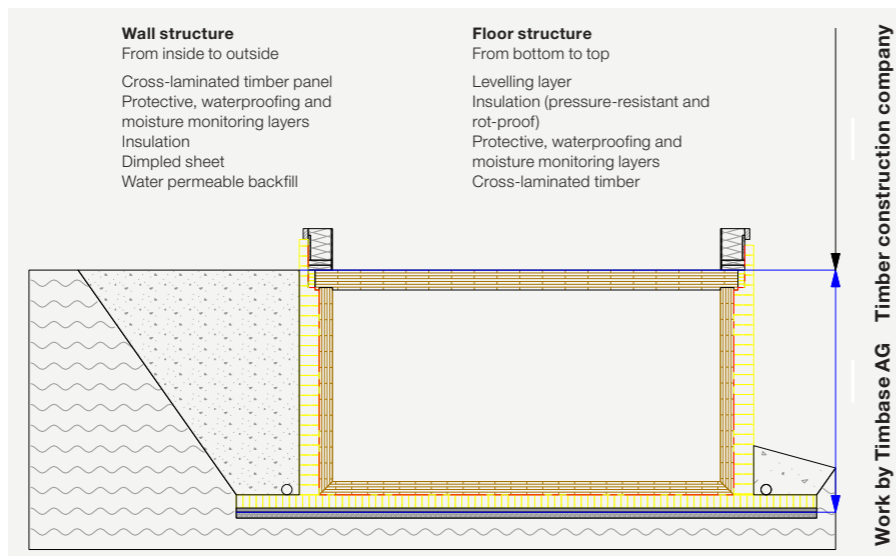 Wall structure
From inside to outside
Cross-laminated timber panel
Protective, waterproofing and
moisture monitoring layers
Insulation
Dimpled sheet
Water permeable backfill
Floor structure
From bottom to top
Levelling layer
Insulation (pressure-resistant and
rot-proof)
Protective, waterproofing and
moisture monitoring layers
Cross-laminated timber
Timber construction company
Work by Timbase AG